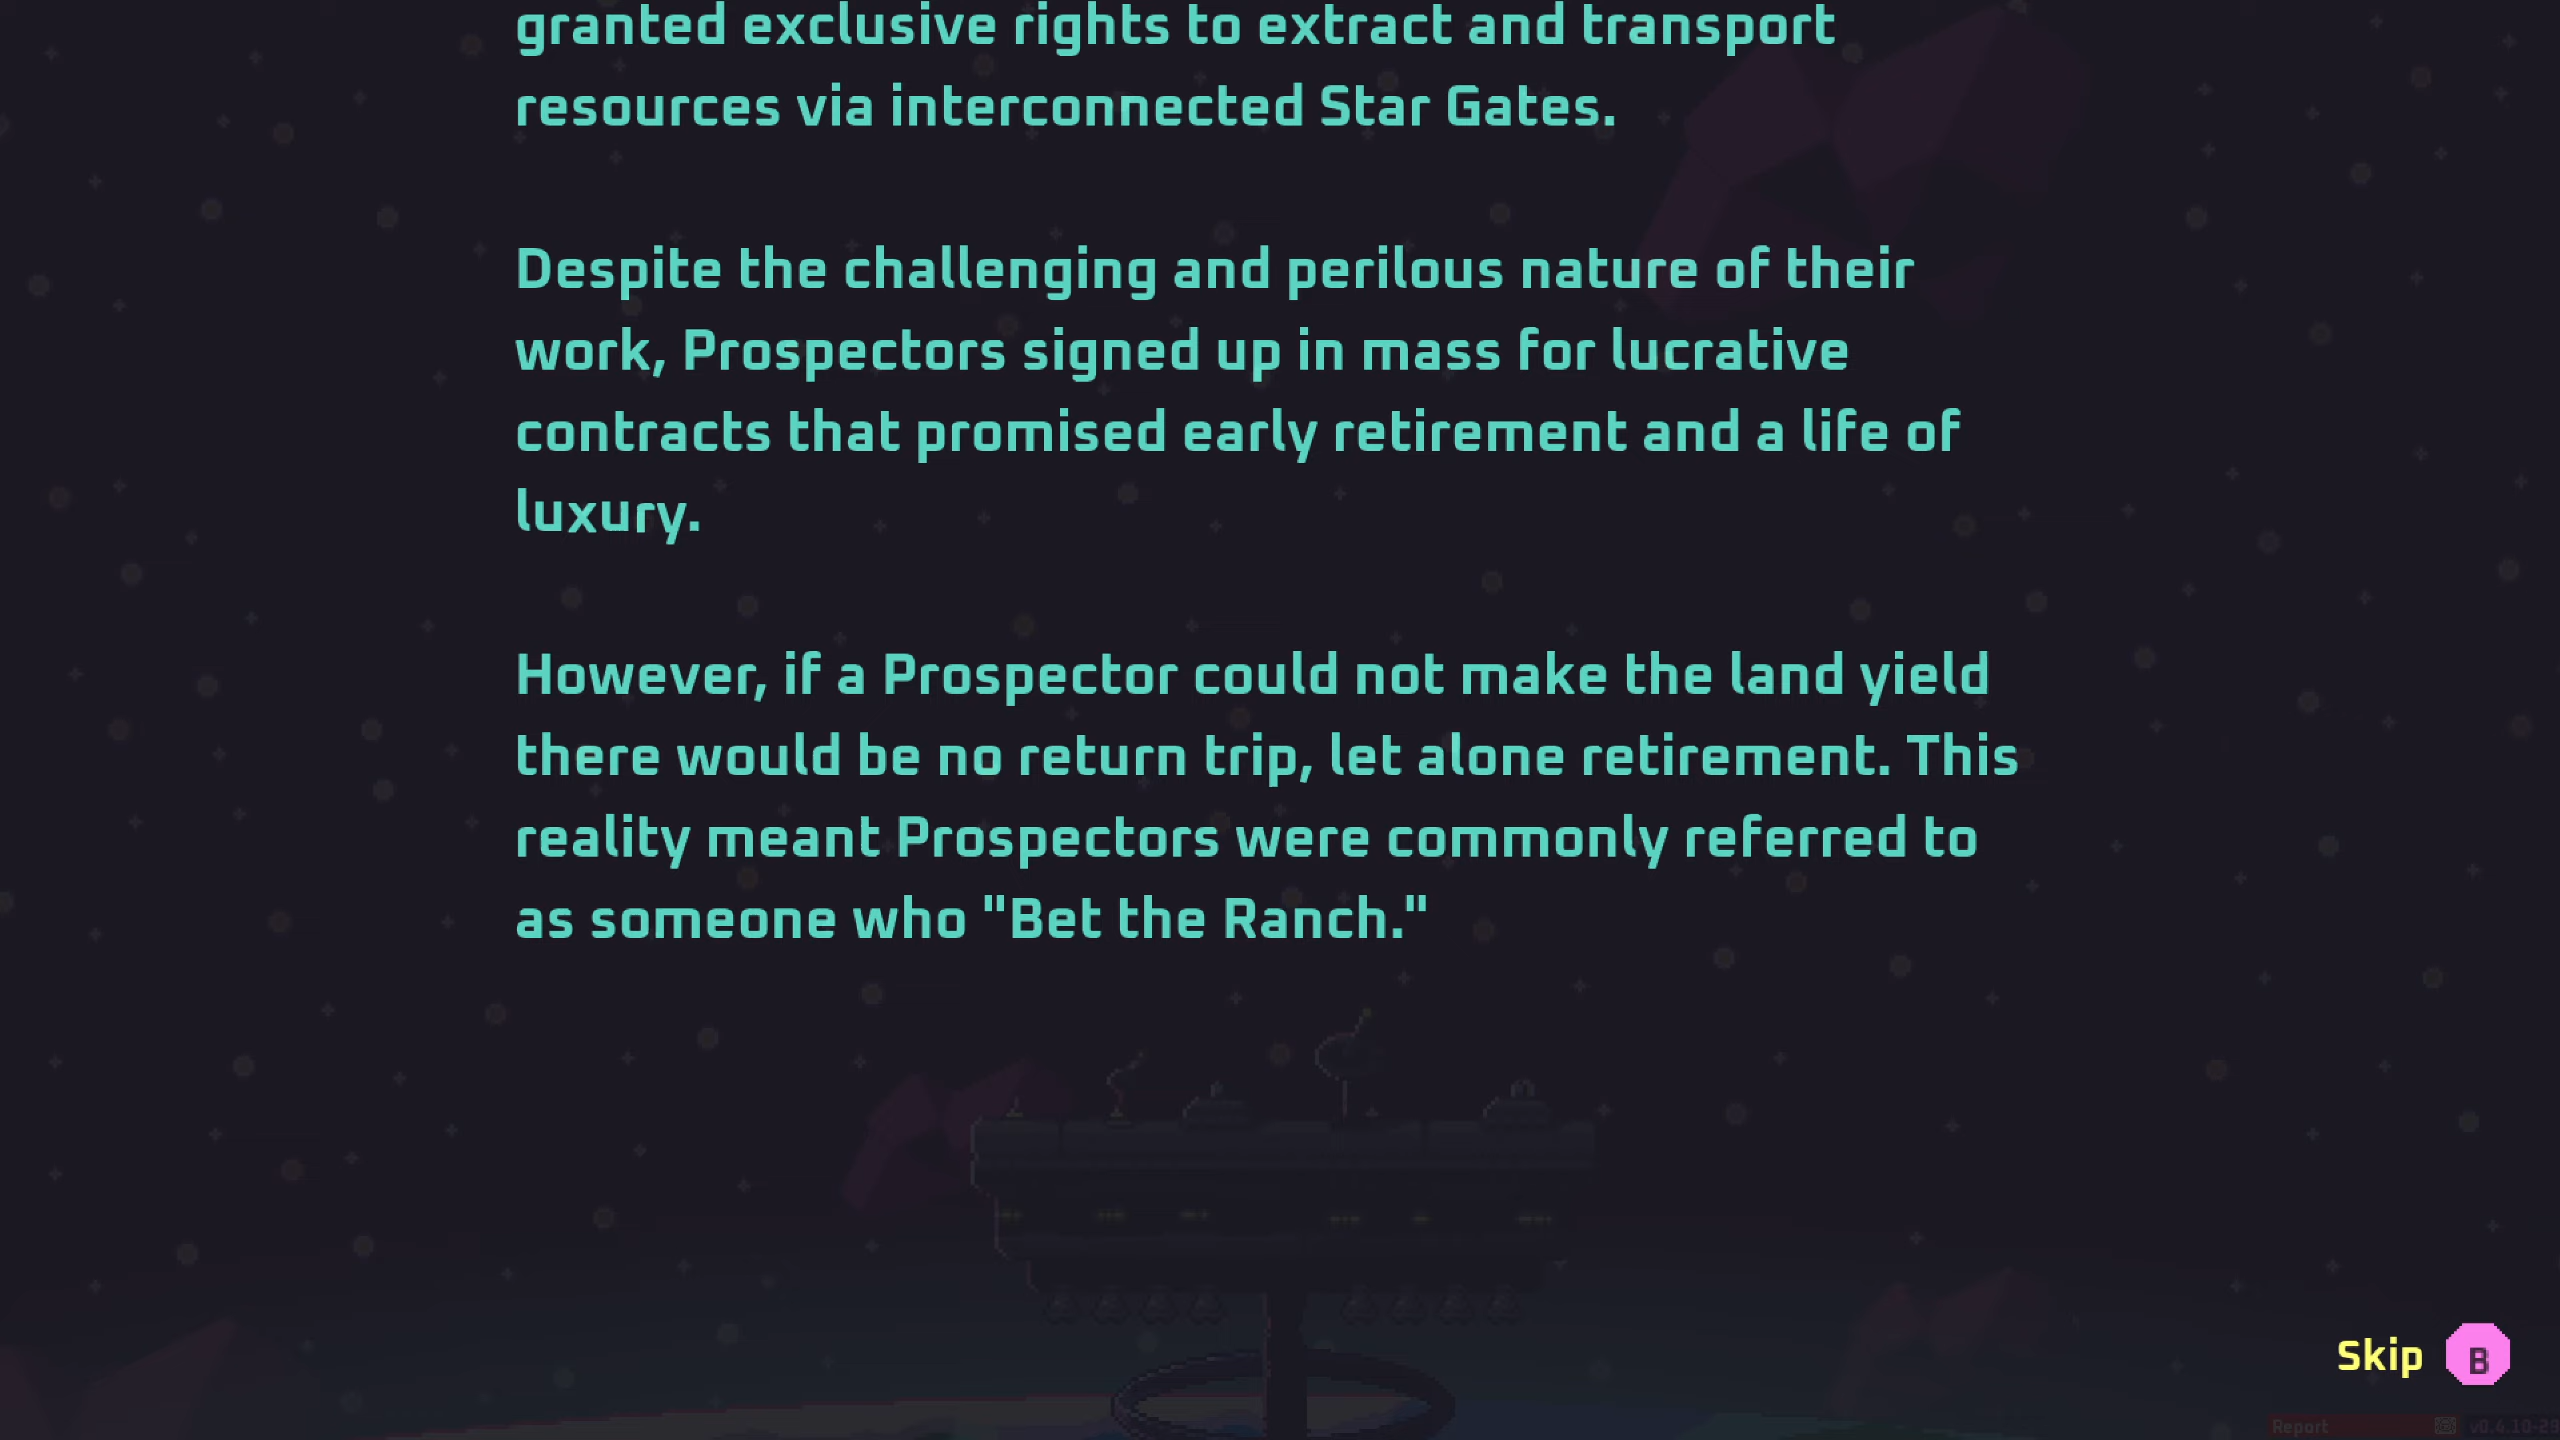 granted exclusive rights to extract and transport
resources via interconnected Star Gates.
Despite the challenging and perilous nature of their
work, Prospectors signed up in mass for lucrative
contracts that promised early retirement and a life of
luxury.
However, if a Prospector could not make the land yield
there would be no return trip, let alone retirement. This
reality meant Prospectors were commonly referred to
as someone who "Bet the Ranch."
Skip B
Report